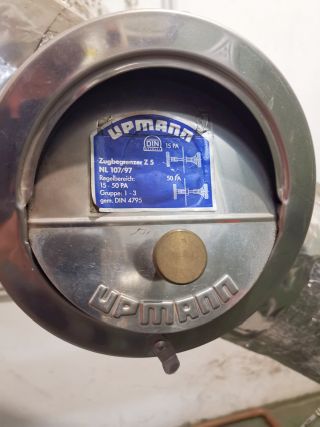 UPMANN
DIN
15 PA
Zugbegrenzer Z 5
NL 107/97
50 PA
Regelbereich:
15 - 50 PA
Gruppe: 1 - 3
gem. DIN 4795
UPMANN